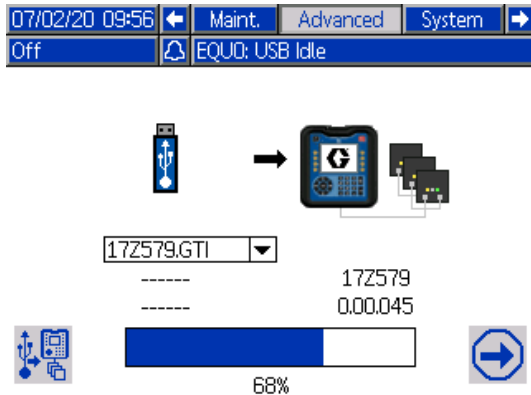 07/02/20 09:56 Maint. Advanced System
Off EQU0: USB Idle
17Z579.GTI
------ 17Z579
------ 0.00.045
68%